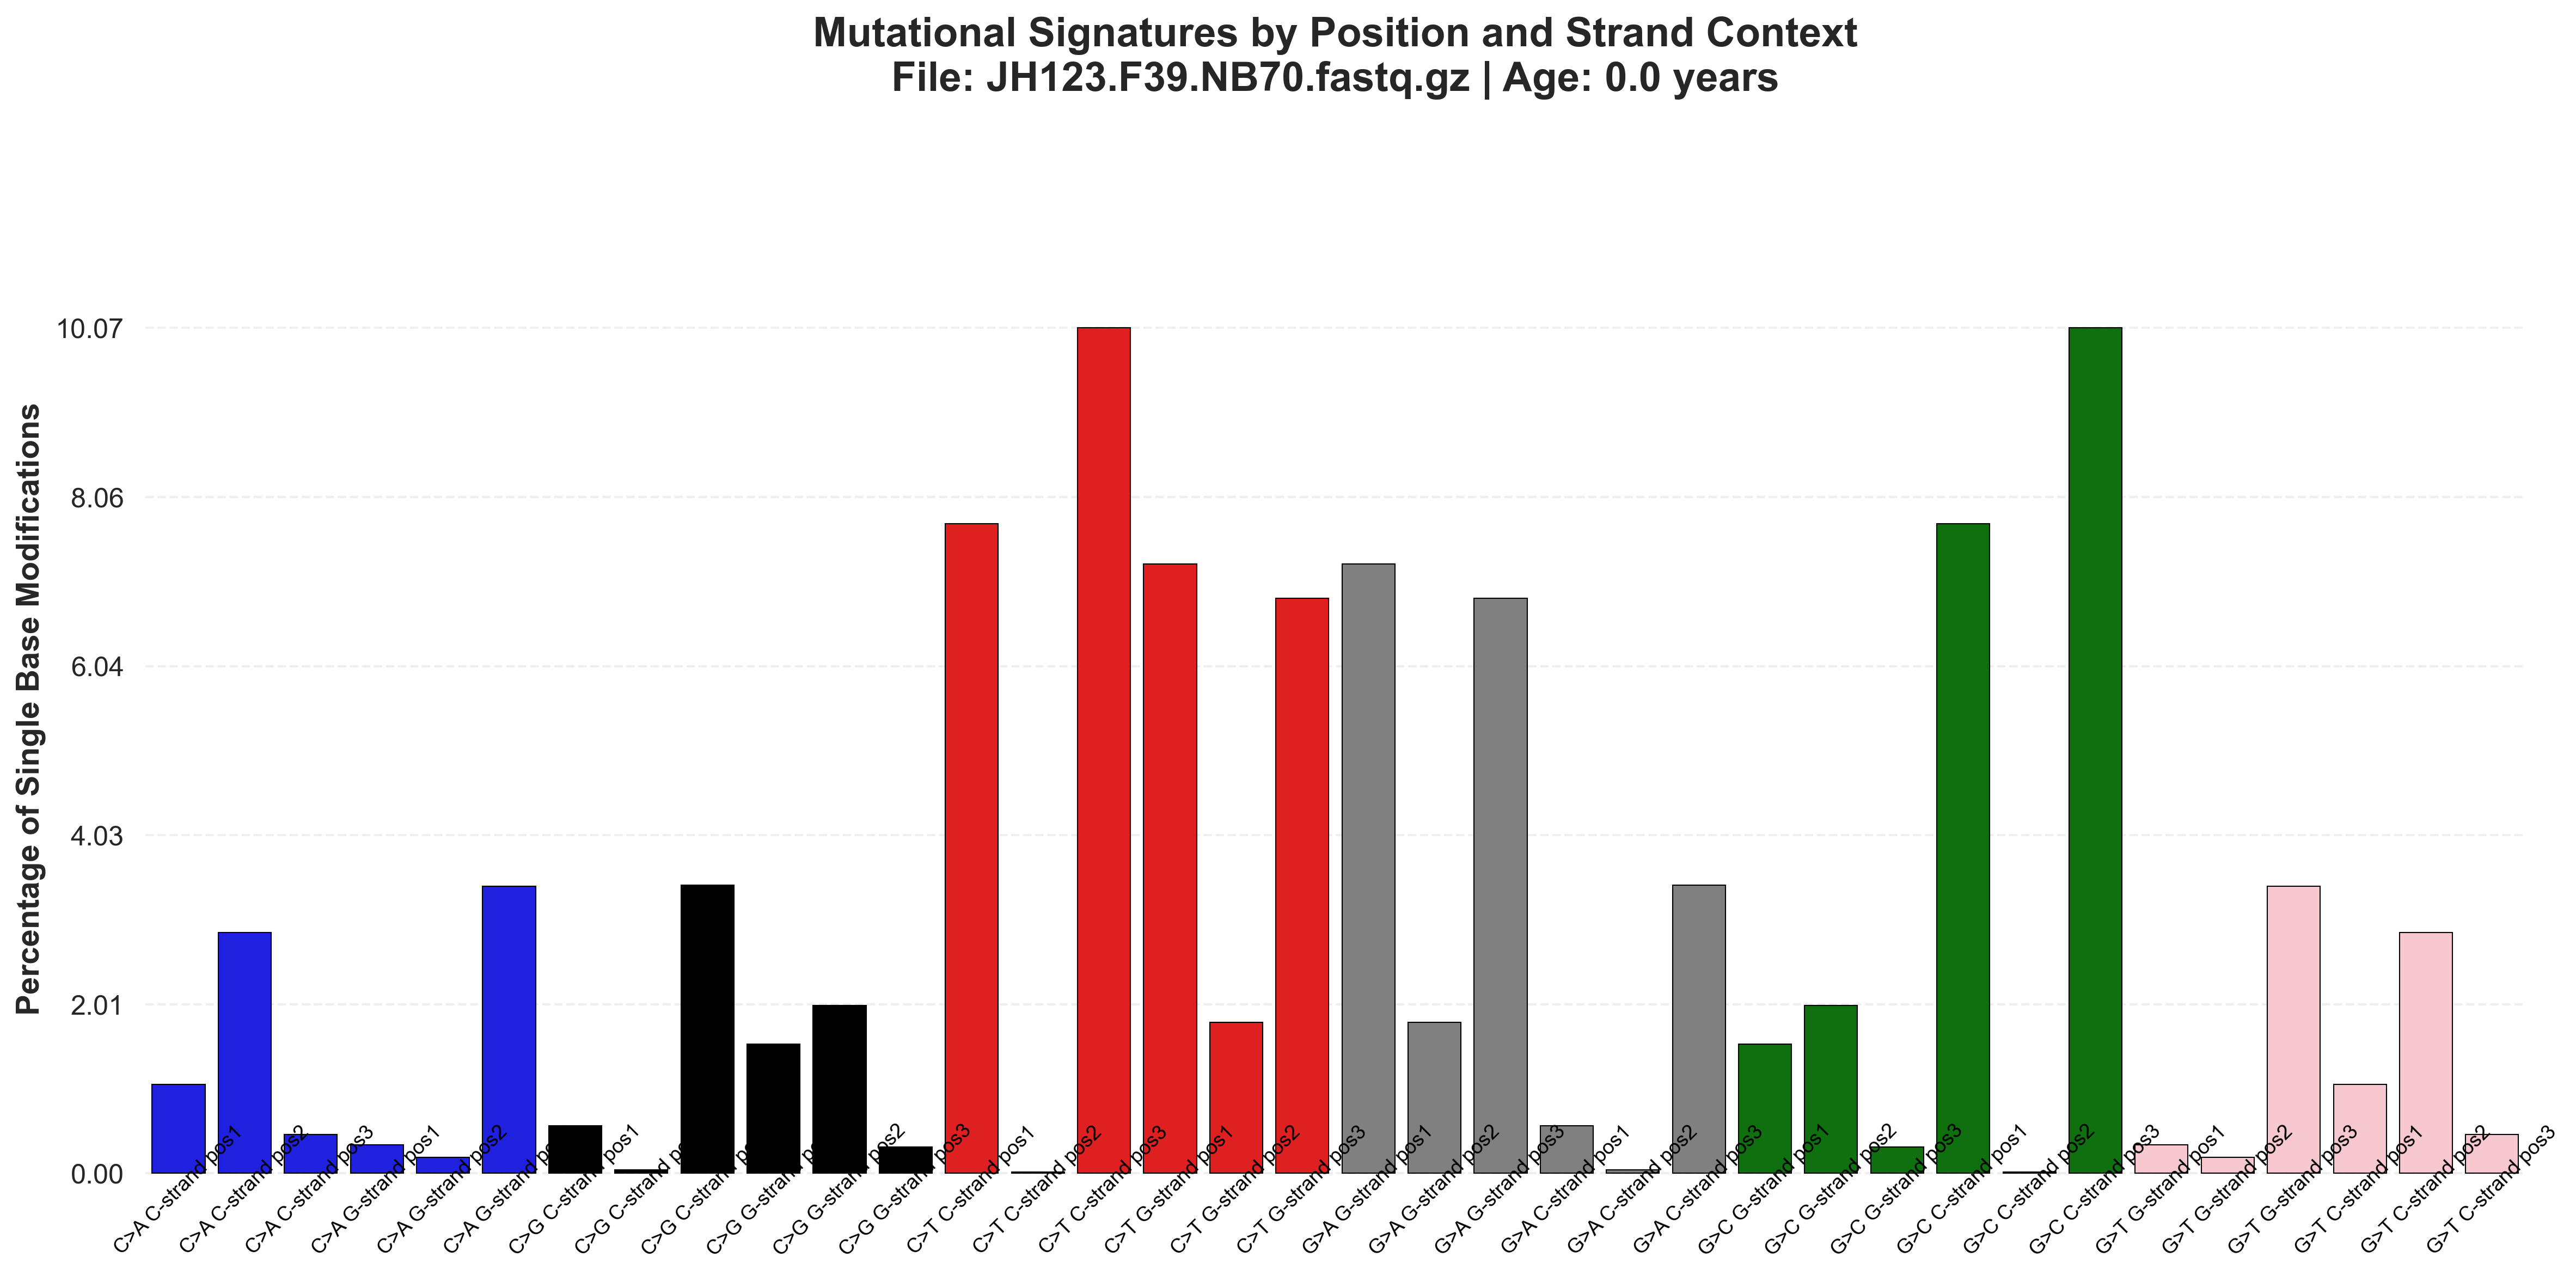 Mutational Signatures by Position and Strand Context
File: JH123.F39.NB70.fastq.gz | Age: 0.0 years
Percentage of Single Base Modifications
10.07
8.06
6.04
4.03
2.01
0.00
C>A C-strand pos1
C>A C-strand pos2
C>A C-strand pos3
C>A G-strand pos1
C>A G-strand pos2
C>A G-strand
C>G C-strand pos1
C>G C-strand
C>G C-strand
C>G G-strand
C>G G-strand pos2
C>G G-strand pos3
C>T C-strand pos1
C>T C-strand pos2
C>T C-strand pos3
C>T G-strand pos1
C>T G-strand pos2
C>T G-strand pos3
G>A G-strand pos1
G>A G-strand pos2
G>A G-strand pos3
G>A C-strand pos1
G>A C-strand pos2
G>A C-strand pos3
G>C G-strand pos1
G>C G-strand pos2
G>C G-strand pos3
G>C C-strand pos1
G>C C-strand pos2
G>C C-strand pos3
G>T G-strand pos1
G>T G-strand pos2
G>T G-strand pos3
G>T C-strand pos1
G>T C-strand pos2
G>T C-strand pos3